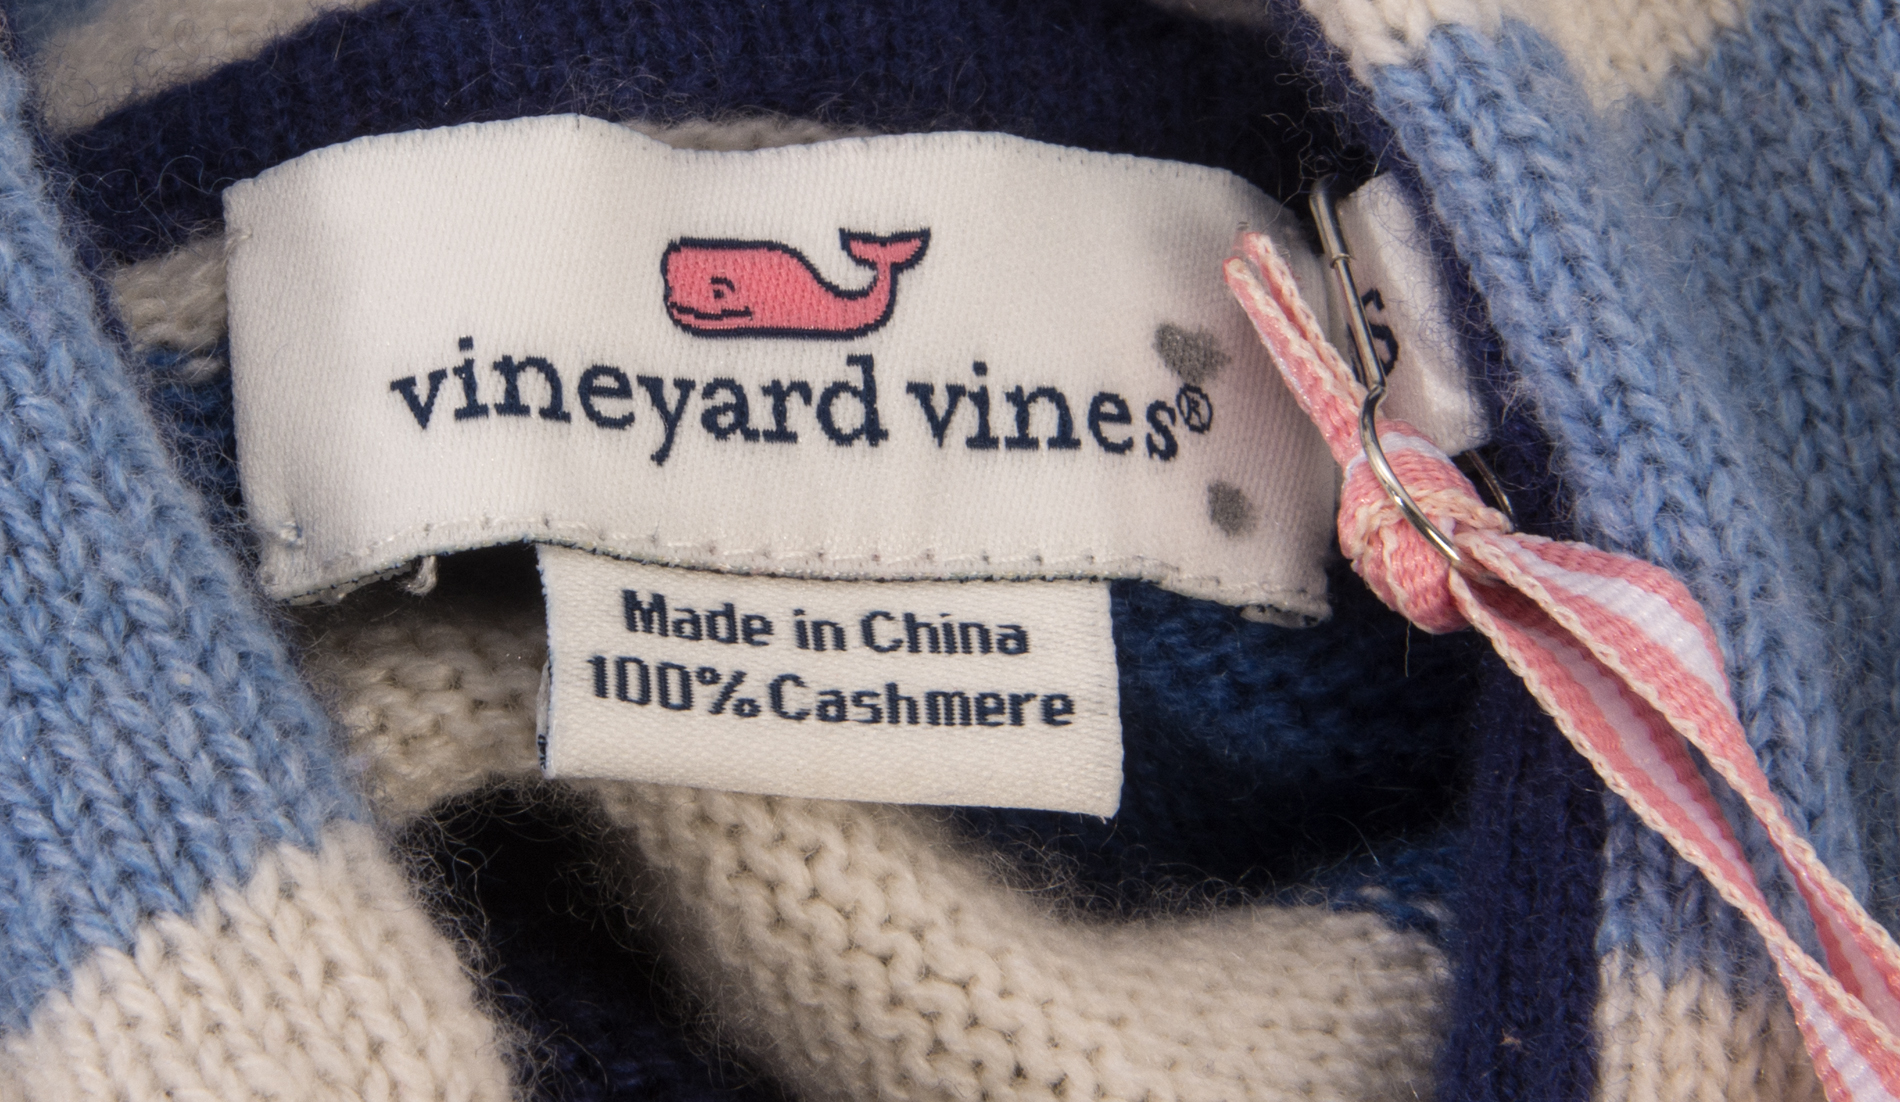 vineyard vines®
S
Made in China
100% Cashmere